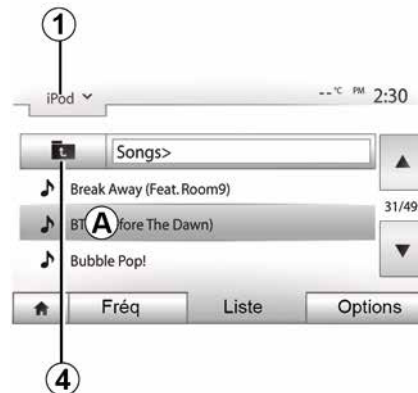 1
iPod --°C PM 2:30
Songs>
Break Away (Feat. Room9)
31/49
BT A fore The Dawn)
Bubble Pop!
Fréq Liste Options
4